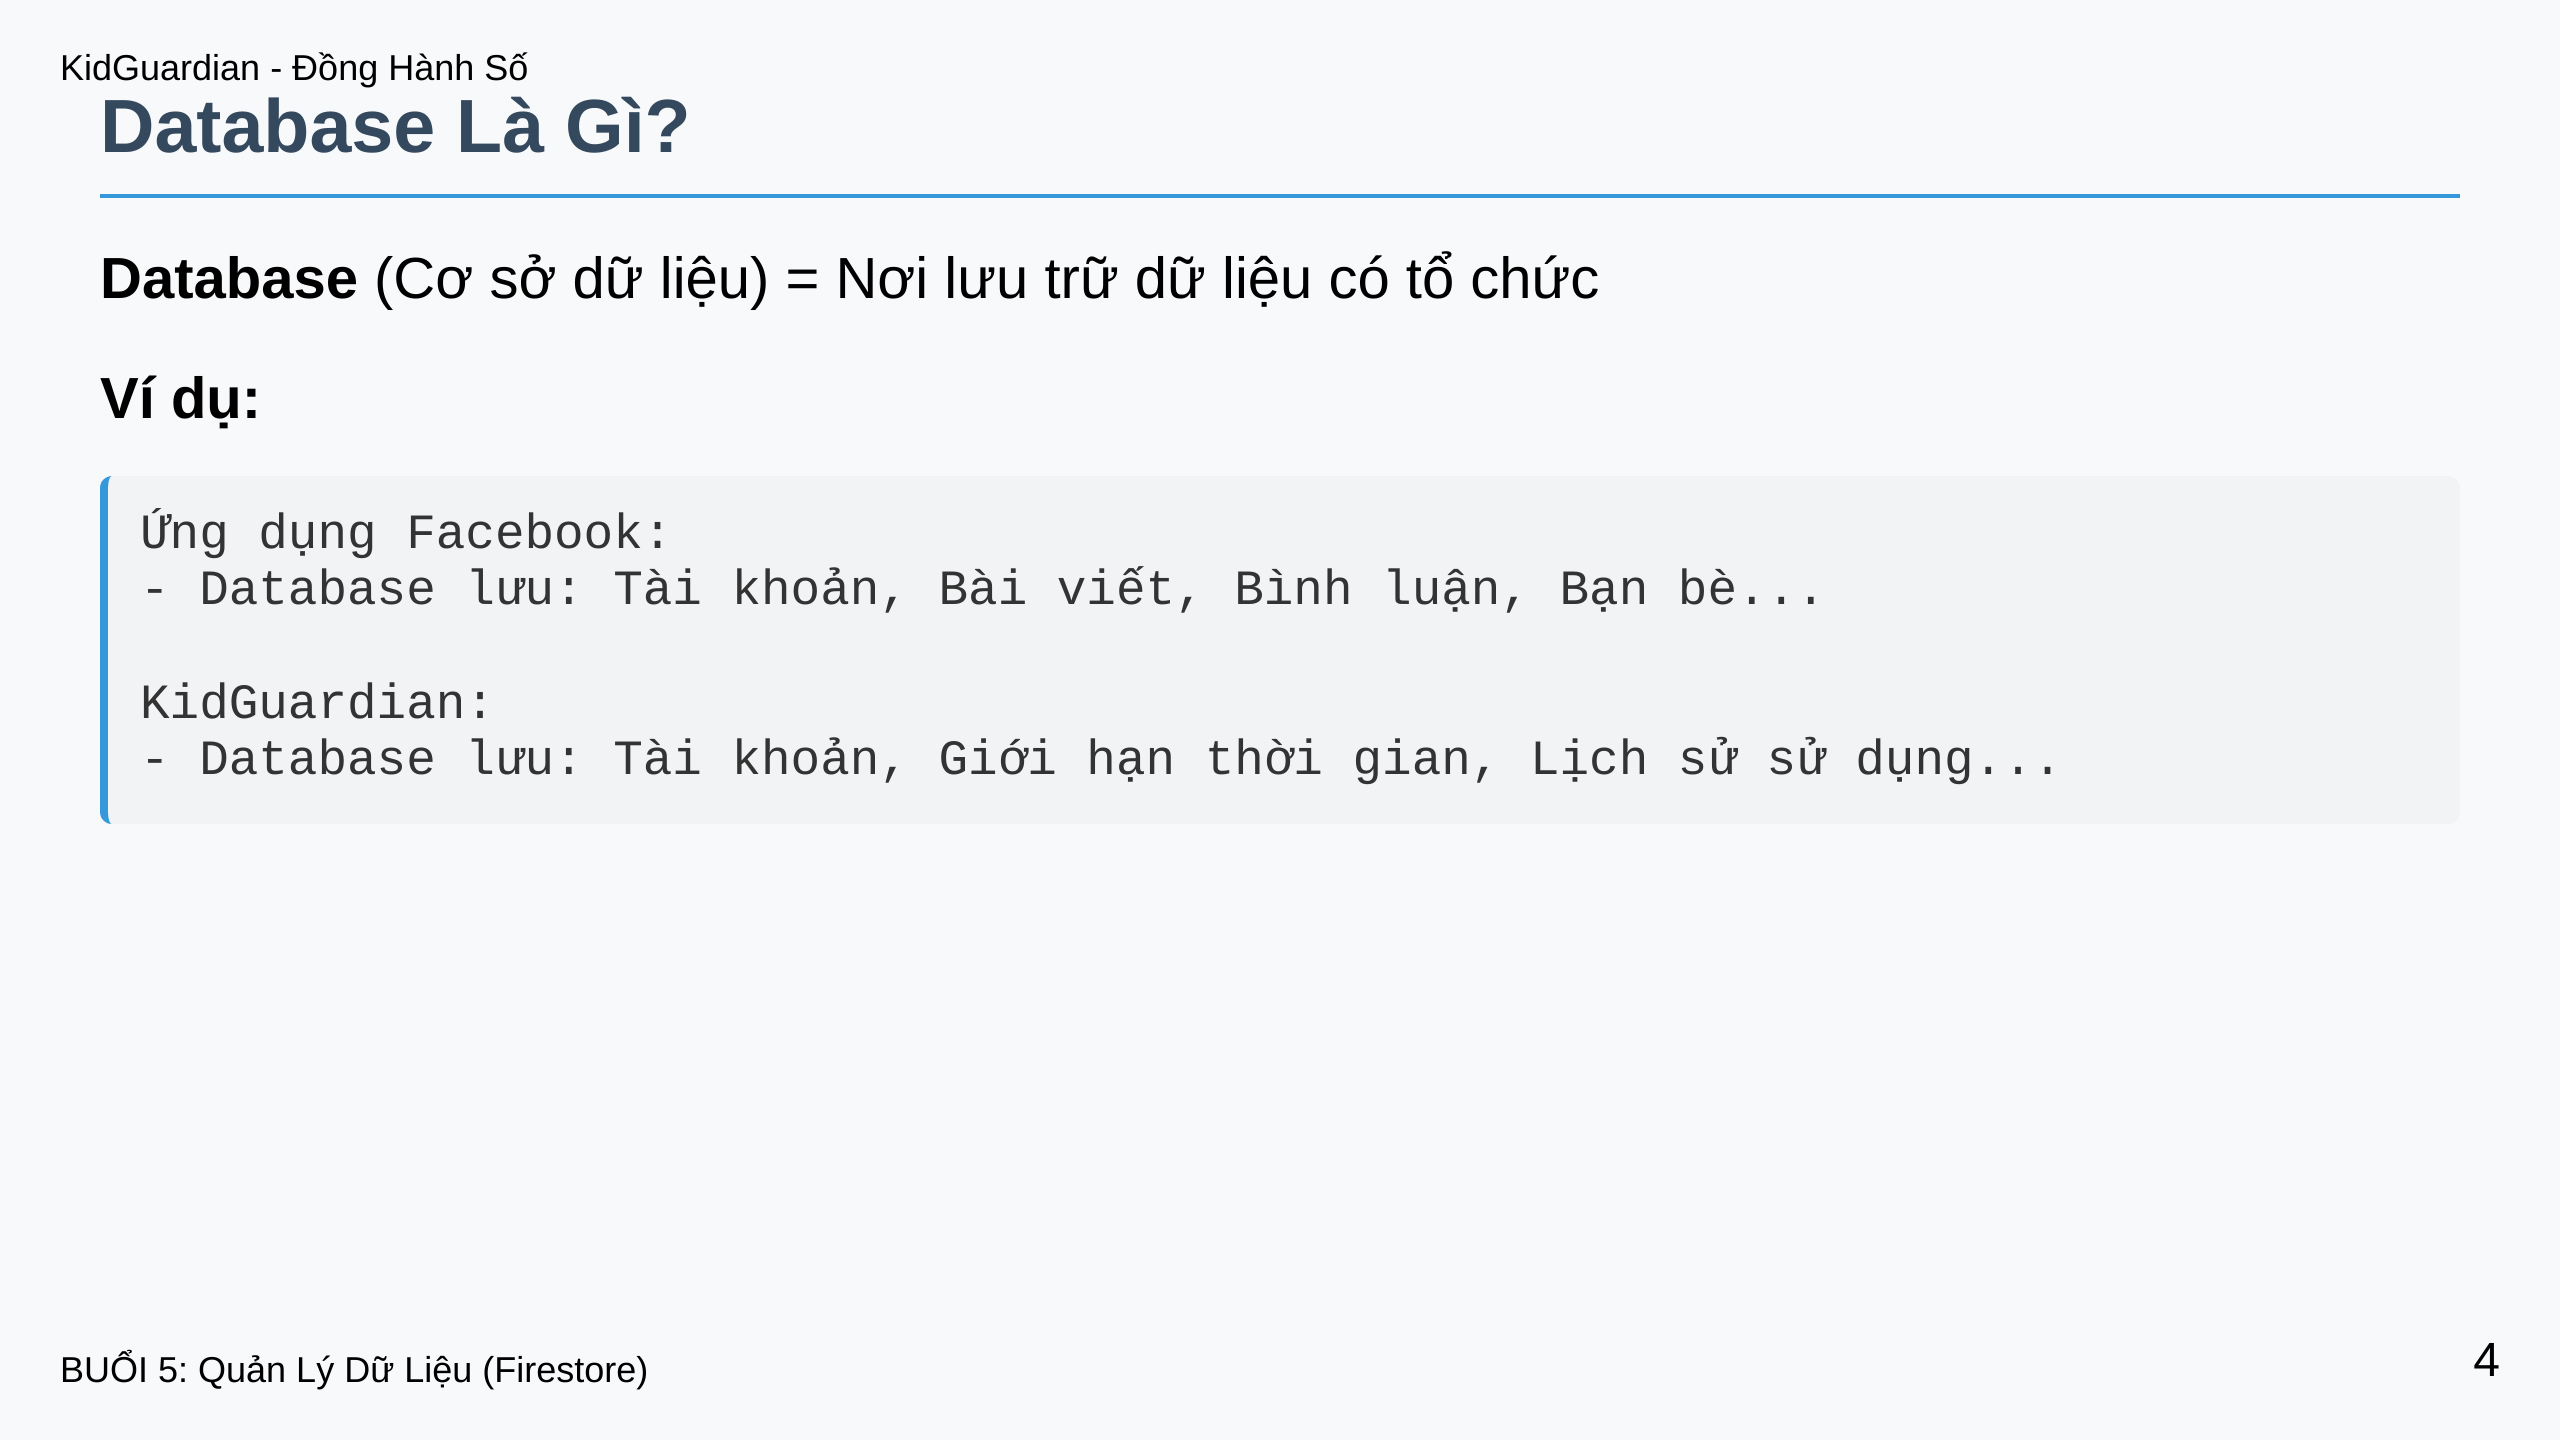 KidGuardian - Đồng Hành Số
Database Là Gì?
Database (Cơ sở dữ liệu) = Nơi lưu trữ dữ liệu có tổ chức
Ví dụ:
Ứng dụng Facebook:
- Database lưu: Tài khoản, Bài viết, Bình luận, Bạn bè...
KidGuardian:
- Database lưu: Tài khoản, Giới hạn thời gian, Lịch sử sử dụng...
BUỔI 5: Quản Lý Dữ Liệu (Firestore)
4